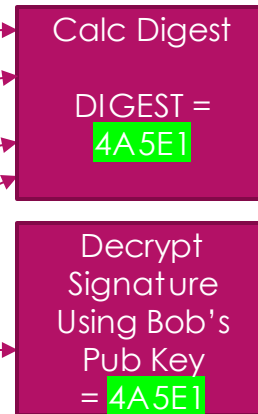 Calc Digest
DIGEST =
4A5E1
Decrypt
Signature
Using Bob’s
Pub Key
= 4A5E1